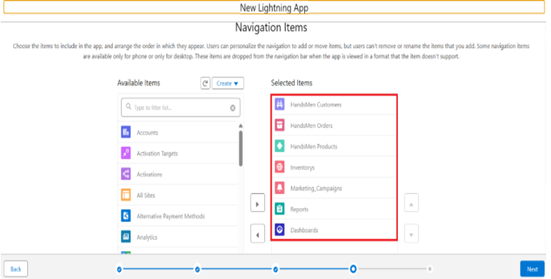 New Lightning App
Navigation Items
Choose the items to include in the app, and arrange the order in which they appear. Users can personalize the navigation to add or move items, but users can't remove or rename the items that you add. Some navigation items
are available only for phone or only for desktop. These items are dropped from the navigation bar when the app is viewed in a format that the item doesn't support.
Available Items
Create
Selected Items
Type to filter list...
Accounts
Activation Targets
Activations
All Sites
Alternative Payment Methods
Analytics
HandsMen Customers
HandsMen Orders
HandsMen Products
Inventorys
Marketing_Campaigns
Reports
Dashboards
Back
Next